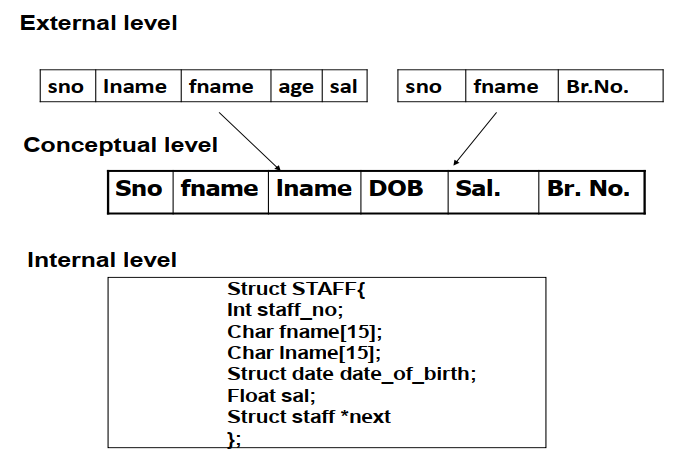 External level
sno lname fname age sal
sno fname Br.No.
Conceptual level
Sno fname lname DOB Sal. Br. No.
Internal level
Struct STAFF{
Int staff_no;
Char fname[15];
Char lname[15];
Struct date date_of_birth;
Float sal;
Struct staff *next
};